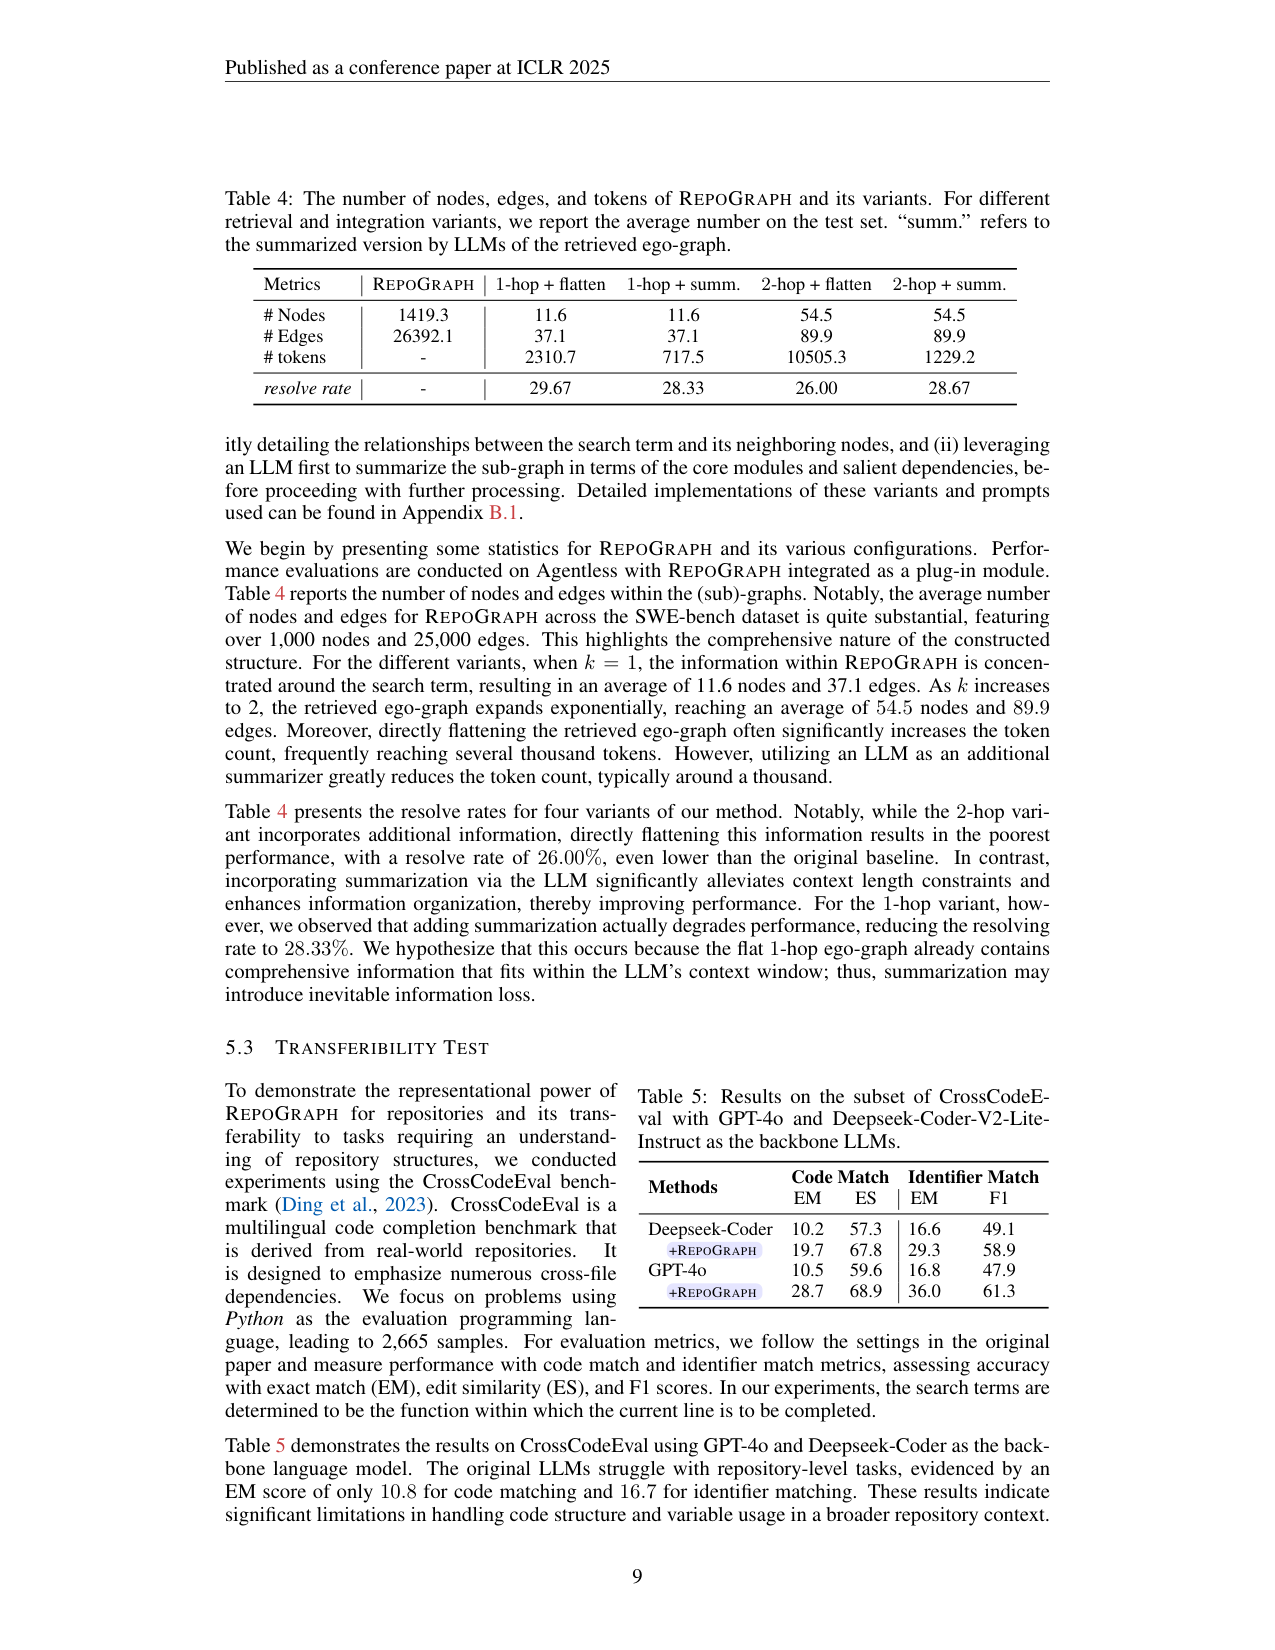 Published as a conference paper at ICLR 2025
Table 4: The number of nodes, edges, and tokens of REPOGRAPH and its variants. For different
retrieval and integration variants, we report the average number on the test set. “summ.” refers to
the summarized version by LLMs of the retrieved ego-graph.
Metrics REPOGRAPH 1-hop + flatten 1-hop + summ. 2-hop + flatten 2-hop + summ.
# Nodes 1419.3 11.6 11.6 54.5 54.5
# Edges 26392.1 37.1 37.1 89.9 89.9
# tokens - 2310.7 717.5 10505.3 1229.2
resolve rate - 29.67 28.33 26.00 28.67
itly detailing the relationships between the search term and its neighboring nodes, and (ii) leveraging
an LLM first to summarize the sub-graph in terms of the core modules and salient dependencies, be-
fore proceeding with further processing. Detailed implementations of these variants and prompts
used can be found in Appendix B.1.
We begin by presenting some statistics for REPOGRAPH and its various configurations. Perfor-
mance evaluations are conducted on Agentless with REPOGRAPH integrated as a plug-in module.
Table 4 reports the number of nodes and edges within the (sub)-graphs. Notably, the average number
of nodes and edges for REPOGRAPH across the SWE-bench dataset is quite substantial, featuring
over 1,000 nodes and 25,000 edges. This highlights the comprehensive nature of the constructed
structure. For the different variants, when k = 1, the information within REPOGRAPH is concen-
trated around the search term, resulting in an average of 11.6 nodes and 37.1 edges. As k increases
to 2, the retrieved ego-graph expands exponentially, reaching an average of 54.5 nodes and 89.9
edges. Moreover, directly flattening the retrieved ego-graph often significantly increases the token
count, frequently reaching several thousand tokens. However, utilizing an LLM as an additional
summarizer greatly reduces the token count, typically around a thousand.
Table 4 presents the resolve rates for four variants of our method. Notably, while the 2-hop vari-
ant incorporates additional information, directly flattening this information results in the poorest
performance, with a resolve rate of 26.00%, even lower than the original baseline. In contrast,
incorporating summarization via the LLM significantly alleviates context length constraints and
enhances information organization, thereby improving performance. For the 1-hop variant, how-
ever, we observed that adding summarization actually degrades performance, reducing the resolving
rate to 28.33%. We hypothesize that this occurs because the flat 1-hop ego-graph already contains
comprehensive information that fits within the LLM’s context window; thus, summarization may
introduce inevitable information loss.
5.3 TRANSFERIBILITY TEST
To demonstrate the representational power of
REPOGRAPH for repositories and its trans-
ferability to tasks requiring an understand-
ing of repository structures, we conducted
experiments using the CrossCodeEval bench-
mark (Ding et al., 2023). CrossCodeEval is a
multilingual code completion benchmark that
is derived from real-world repositories. It
is designed to emphasize numerous cross-file
dependencies. We focus on problems using
Python as the evaluation programming lan-
Table 5: Results on the subset of CrossCodeE-
val with GPT-4o and Deepseek-Coder-V2-Lite-
Instruct as the backbone LLMs.
Methods Code Match Identifier Match
EM ES EM F1
Deepseek-Coder 10.2 57.3 16.6 49.1
+REPOGRAPH 19.7 67.8 29.3 58.9
GPT-4o 10.5 59.6 16.8 47.9
+REPOGRAPH 28.7 68.9 36.0 61.3
guage, leading to 2,665 samples. For evaluation metrics, we follow the settings in the original
paper and measure performance with code match and identifier match metrics, assessing accuracy
with exact match (EM), edit similarity (ES), and F1 scores. In our experiments, the search terms are
determined to be the function within which the current line is to be completed.
Table 5 demonstrates the results on CrossCodeEval using GPT-4o and Deepseek-Coder as the back-
bone language model. The original LLMs struggle with repository-level tasks, evidenced by an
EM score of only 10.8 for code matching and 16.7 for identifier matching. These results indicate
significant limitations in handling code structure and variable usage in a broader repository context.
9